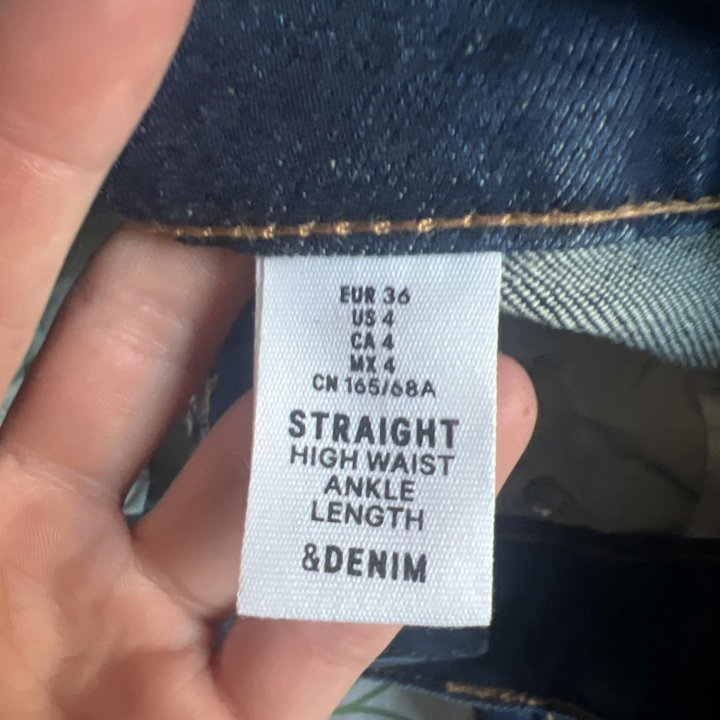 EUR 36
US 4
CA 4
MX 4
CN 165/68A
STRAIGHT
HIGH WAIST
ANKLE
LENGTH
&DENIM